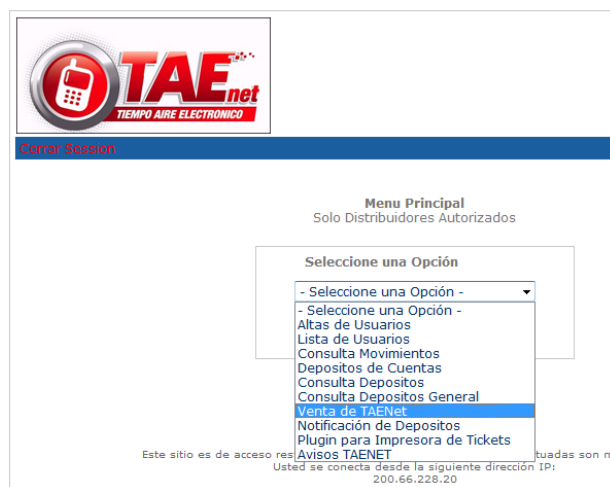 TAEnet
TIEMPO AIRE ELECTRONICO
Cerrar Session
Menu Principal
Solo Distribuidores Autorizados
Seleccione una Opción
- Seleccione una Opción -
- Seleccione una Opción -
Altas de Usuarios
Lista de Usuarios
Consulta Movimientos
Depositos de Cuentas
Consulta Depositos
Consulta Depositos General
Venta de TAENet
Notificación de Depositos
Plugin para Impresora de Tickets
Avisos TAENET
Este sitio es de acceso res tuadas son m
Usted se conecta desde la siguiente dirección IP:
200.66.228.20